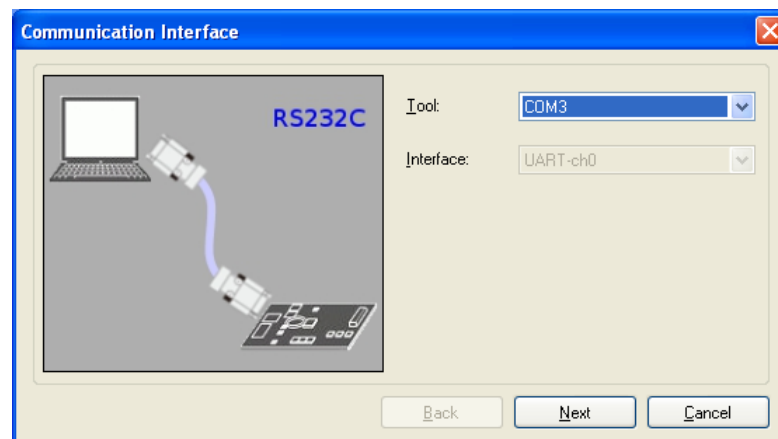 Communication Interface
RS232C
Tool: COM3
Interface: UART-ch0
Back Next Cancel